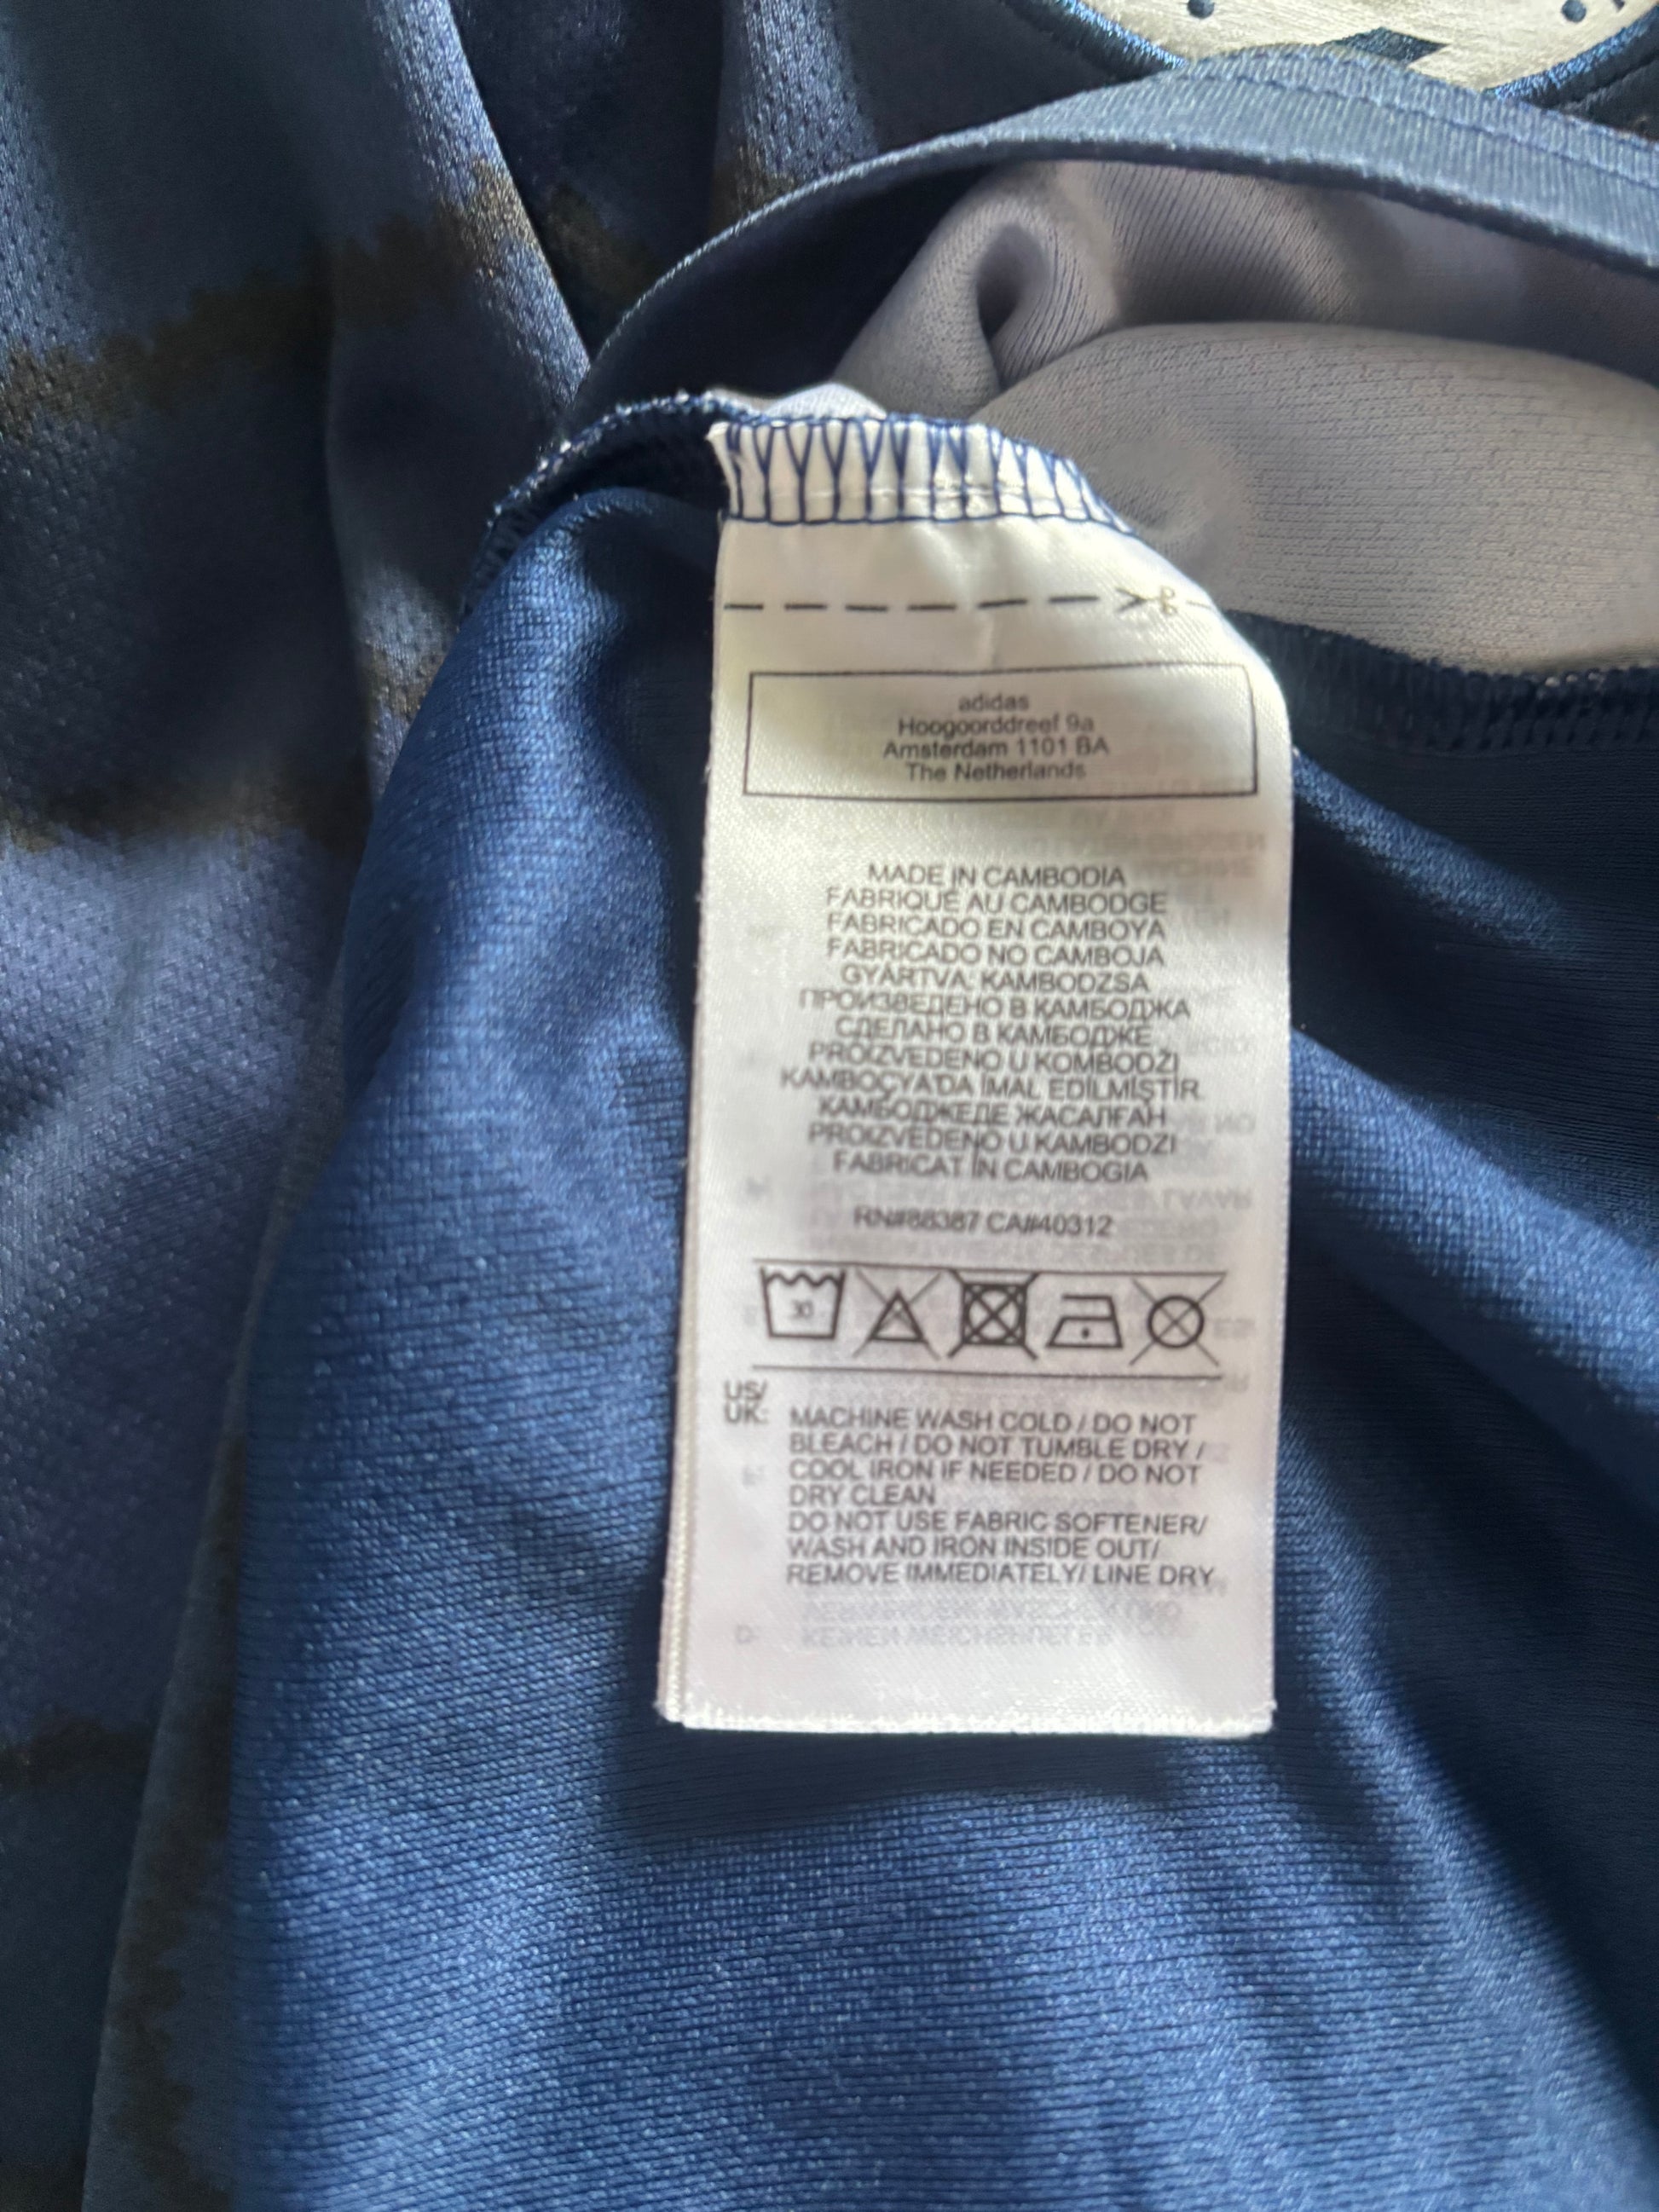 adidas
Hoogoorddreef 9a
Amsterdam 1101 BA
The Netherlands
MADE IN CAMBODIA
FABRIQUÉ AU CAMBODGE
FABRICADO EN CAMBOYA
FABRICADO NO CAMBOJA
GYÁRTVA: KAMBODZSA
ПРОИЗВЕДЕНО В КАМБОДЖА
СДЕЛАНО В КАМБОДЖЕ
PROIZVEDENO U KOMBODŽI
KAMBOÇYA'DA İMAL EDİLMİŞTİR
КАМБОДЖЕДЕ ЖАСАЛҒАН
PROIZVEDENO U KAMBODZI
FABRICAT ÎN CAMBOGIA
RN#88387 CA#40312
30
US/
UK: MACHINE WASH COLD / DO NOT
BLEACH / DO NOT TUMBLE DRY /
COOL IRON IF NEEDED / DO NOT
DRY CLEAN
DO NOT USE FABRIC SOFTENER/
WASH AND IRON INSIDE OUT/
REMOVE IMMEDIATELY/ LINE DRY